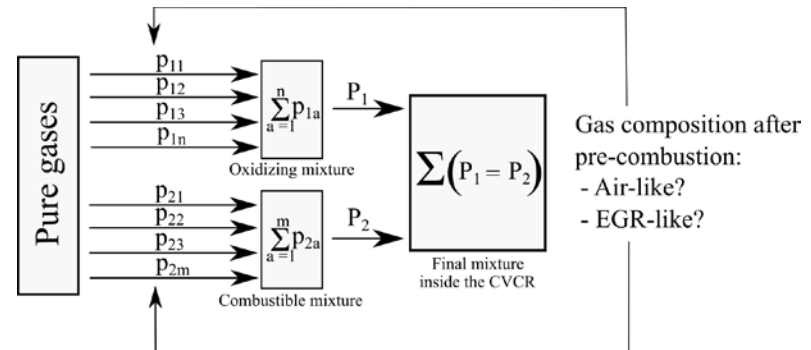 Pure gases
p11
p12
p13
p1n
n
∑ p1a
a = 1
Oxidizing mixture
P1
p21
p22
p23
p2m
m
∑ p2a
a = 1
Combustible mixture
P2
∑(P1 = P2)
Final mixture
inside the CVCR
Gas composition after
pre-combustion:
- Air-like?
- EGR-like?